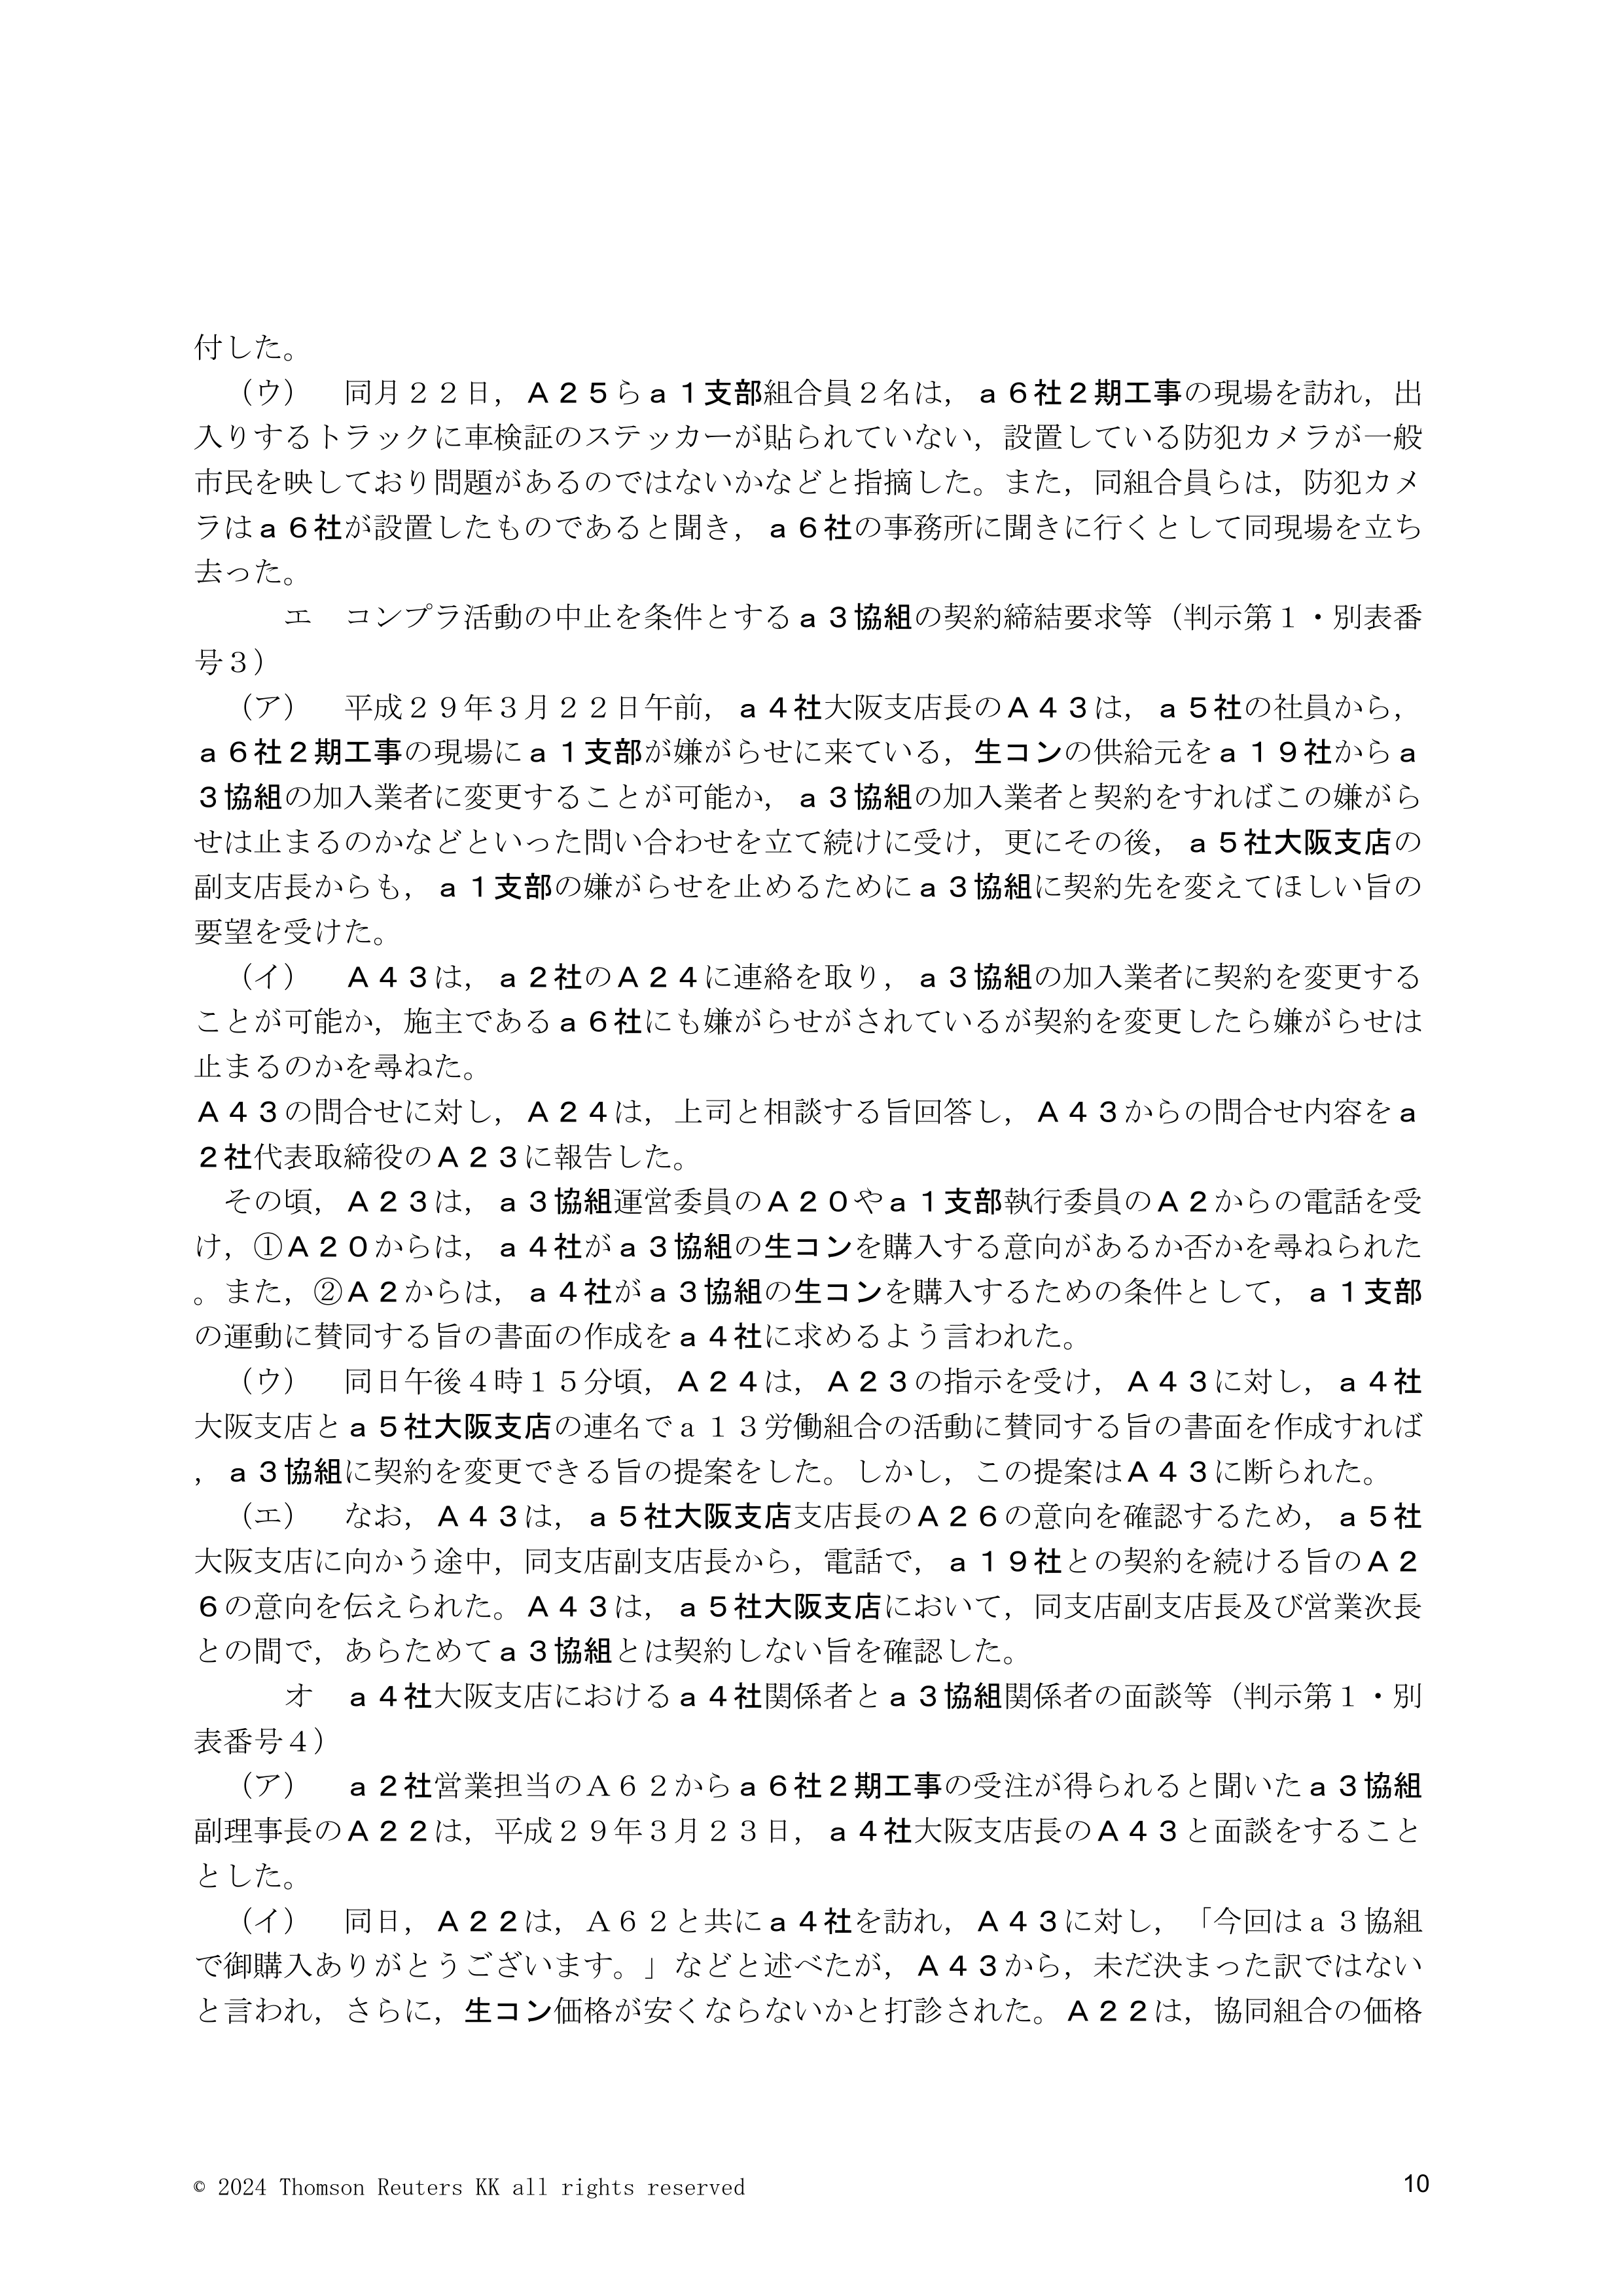 付した。
（ウ）　同月２２日，Ａ２５らａ１支部組合員２名は，ａ６社２期工事の現場を訪れ，出
入りするトラックに車検証のステッカーが貼られていない，設置している防犯カメラが一般
市民を映しており問題があるのではないかなどと指摘した。また，同組合員らは，防犯カメ
ラはａ６社が設置したものであると聞き，ａ６社の事務所に聞きに行くとして同現場を立ち
去った。
エ　コンプラ活動の中止を条件とするａ３協組の契約締結要求等（判示第１・別表番
号３）
（ア）　平成２９年３月２２日午前，ａ４社大阪支店長のＡ４３は，ａ５社の社員から，
ａ６社２期工事の現場にａ１支部が嫌がらせに来ている，生コンの供給元をａ１９社からａ
３協組の加入業者に変更することが可能か，ａ３協組の加入業者と契約をすればこの嫌がら
せは止まるのかなどといった問い合わせを立て続けに受け，更にその後，ａ５社大阪支店の
副支店長からも，ａ１支部の嫌がらせを止めるためにａ３協組に契約先を変えてほしい旨の
要望を受けた。
（イ）　Ａ４３は，ａ２社のＡ２４に連絡を取り，ａ３協組の加入業者に契約を変更する
ことが可能か，施主であるａ６社にも嫌がらせがされているが契約を変更したら嫌がらせは
止まるのかを尋ねた。
Ａ４３の問合せに対し，Ａ２４は，上司と相談する旨回答し，Ａ４３からの問合せ内容をａ
２社代表取締役のＡ２３に報告した。
その頃，Ａ２３は，ａ３協組運営委員のＡ２０やａ１支部執行委員のＡ２からの電話を受
け，①Ａ２０からは，ａ４社がａ３協組の生コンを購入する意向があるか否かを尋ねられた
。また，②Ａ２からは，ａ４社がａ３協組の生コンを購入するための条件として，ａ１支部
の運動に賛同する旨の書面の作成をａ４社に求めるよう言われた。
（ウ）　同日午後４時１５分頃，Ａ２４は，Ａ２３の指示を受け，Ａ４３に対し，ａ４社
大阪支店とａ５社大阪支店の連名でａ１３労働組合の活動に賛同する旨の書面を作成すれば
，ａ３協組に契約を変更できる旨の提案をした。しかし，この提案はＡ４３に断られた。
（エ）　なお，Ａ４３は，ａ５社大阪支店支店長のＡ２６の意向を確認するため，ａ５社
大阪支店に向かう途中，同支店副支店長から，電話で，ａ１９社との契約を続ける旨のＡ２
６の意向を伝えられた。Ａ４３は，ａ５社大阪支店において，同支店副支店長及び営業次長
との間で，あらためてａ３協組とは契約しない旨を確認した。
オ　ａ４社大阪支店におけるａ４社関係者とａ３協組関係者の面談等（判示第１・別
表番号４）
（ア）　ａ２社営業担当のＡ６２からａ６社２期工事の受注が得られると聞いたａ３協組
副理事長のＡ２２は，平成２９年３月２３日，ａ４社大阪支店長のＡ４３と面談をすること
とした。
（イ）　同日，Ａ２２は，Ａ６２と共にａ４社を訪れ，Ａ４３に対し，「今回はａ３協組
で御購入ありがとうございます。」などと述べたが，Ａ４３から，未だ決まった訳ではない
と言われ，さらに，生コン価格が安くならないかと打診された。Ａ２２は，協同組合の価格
© 2024 Thomson Reuters KK all rights reserved
10